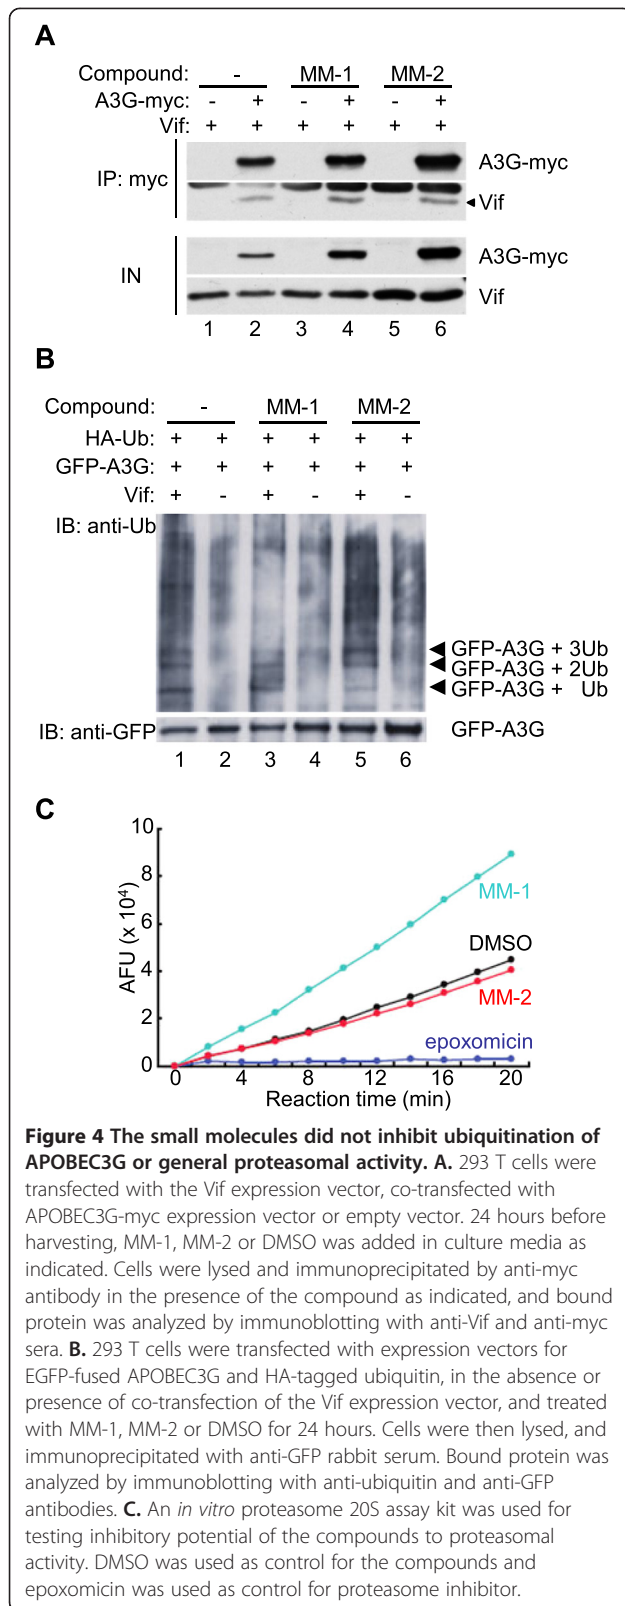 A
Compound: - MM-1 MM-2
A3G-myc: - + - + - +
Vif: + + + + + +
IP: myc
A3G-myc
Vif
IN
A3G-myc
Vif
1 2 3 4 5 6
B
Compound: - MM-1 MM-2
HA-Ub: + + + + + +
GFP-A3G: + + + + + +
Vif: + - + - + -
IB: anti-Ub
GFP-A3G + 3Ub
GFP-A3G + 2Ub
GFP-A3G + Ub
IB: anti-GFP GFP-A3G
1 2 3 4 5 6
C
10
8
6
4
2
0
AFU (x 10⁴)
MM-1
DMSO
MM-2
epoxomicin
0 4 8 12 16 20
Reaction time (min)
Figure 4 The small molecules did not inhibit ubiquitination of
APOBEC3G or general proteasomal activity. A. 293 T cells were
transfected with the Vif expression vector, co-transfected with
APOBEC3G-myc expression vector or empty vector. 24 hours before
harvesting, MM-1, MM-2 or DMSO was added in culture media as
indicated. Cells were lysed and immunoprecipitated by anti-myc
antibody in the presence of the compound as indicated, and bound
protein was analyzed by immunoblotting with anti-Vif and anti-myc
sera. B. 293 T cells were transfected with expression vectors for
EGFP-fused APOBEC3G and HA-tagged ubiquitin, in the absence or
presence of co-transfection of the Vif expression vector, and treated
with MM-1, MM-2 or DMSO for 24 hours. Cells were then lysed, and
immunoprecipitated with anti-GFP rabbit serum. Bound protein was
analyzed by immunoblotting with anti-ubiquitin and anti-GFP
antibodies. C. An in vitro proteasome 20S assay kit was used for
testing inhibitory potential of the compounds to proteasomal
activity. DMSO was used as control for the compounds and
epoxomicin was used as control for proteasome inhibitor.